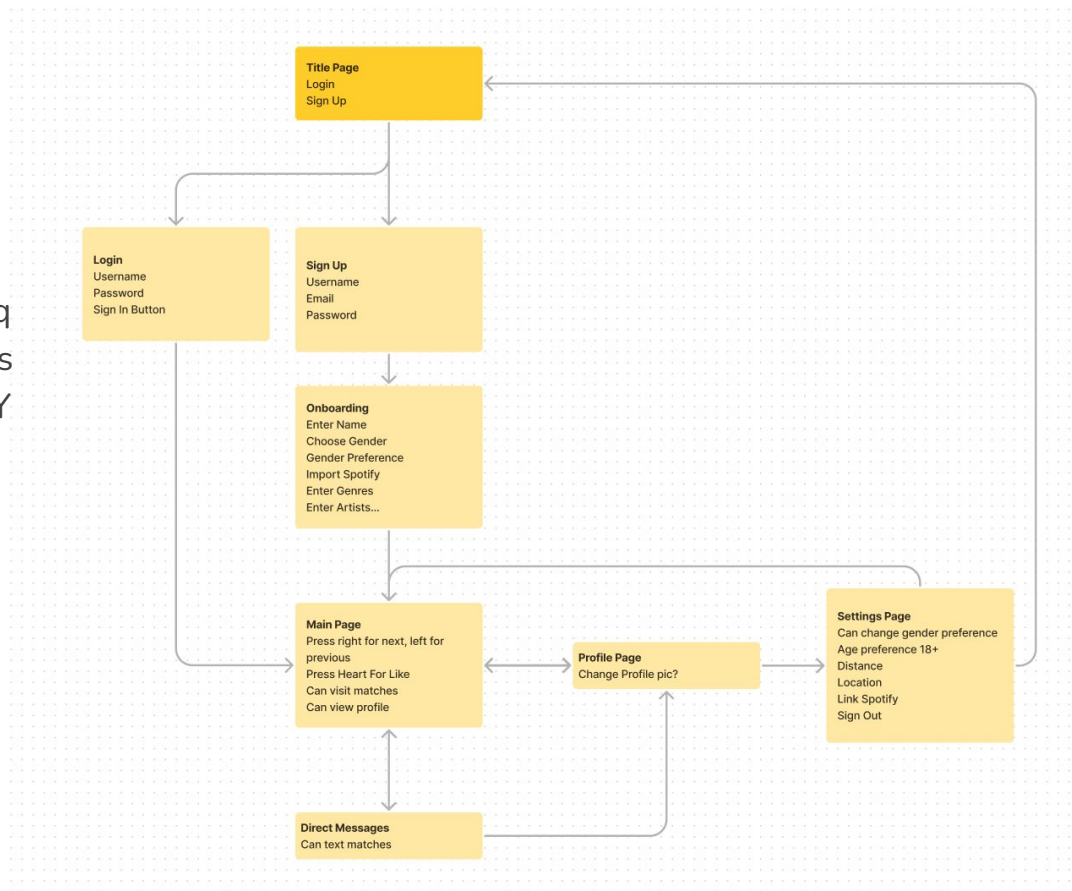 Title Page
Login
Sign Up
Login
Username
Password
Sign In Button
Sign Up
Username
Email
Password
q
s
Y
Onboarding
Enter Name
Choose Gender
Gender Preference
Import Spotify
Enter Genres
Enter Artists...
Main Page
Press right for next, left for
previous
Press Heart For Like
Can visit matches
Can view profile
Profile Page
Change Profile pic?
Settings Page
Can change gender preference
Age preference 18+
Distance
Location
Link Spotify
Sign Out
Direct Messages
Can text matches